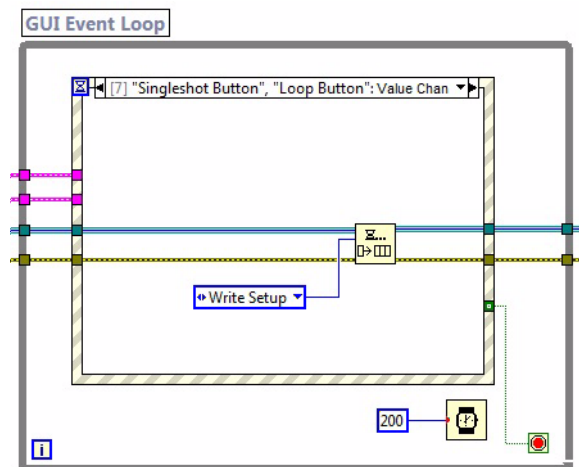 GUI Event Loop
[7] "Singleshot Button", "Loop Button": Value Chan
Write Setup
200
i